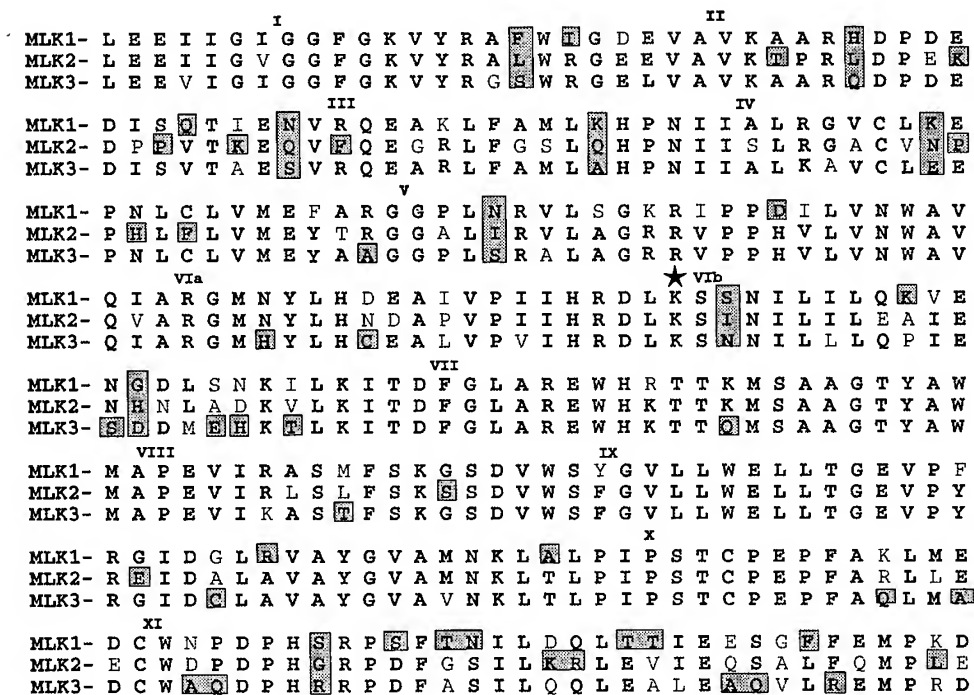 I II
MLK1- L E E I I G I G G F G K V Y R A F W I G D E V A V K A A R H D P D E
MLK2- L E E I I G V G G F G K V Y R A L W R G E E V A V K T P R L D P E K
MLK3- L E E V I G I G G F G K V Y R G S W R G E L V A V K A A R Q D P D E
III IV
MLK1- D I S Q T I E N V R Q E A K L F A M L K H P N I I A L R G V C L K E
MLK2- D P P V T K E Q V F Q E G R L F G S L Q H P N I I S L R G A C V N P
MLK3- D I S V T A E S V R Q E A R L F A M L A H P N I I A L K A V C L E E
V
MLK1- P N L C L V M E F A R G G P L N R V L S G K R I P P D I L V N W A V
MLK2- P H L F L V M E Y T R G G A L I R V L A G R R V P P H V L V N W A V
MLK3- P N L C L V M E Y A A G G P L S R A L A G R R V P P H V L V N W A V
VIa ★ VIb
MLK1- Q I A R G M N Y L H D E A I V P I I H R D L K S S N I L I L Q K V E
MLK2- Q V A R G M N Y L H N D A P V P I I H R D L K S I N I L I L E A I E
MLK3- Q I A R G M H Y L H C E A L V P V I H R D L K S N N I L L L Q P I E
VII
MLK1- N G D L S N K I L K I T D F G L A R E W H R T T K M S A A G T Y A W
MLK2- N H N L A D K V L K I T D F G L A R E W H K T T K M S A A G T Y A W
MLK3- S D D M E H K T L K I T D F G L A R E W H K T T Q M S A A G T Y A W
VIII IX
MLK1- M A P E V I R A S M F S K G S D V W S Y G V L L W E L L T G E V P F
MLK2- M A P E V I R L S L F S K S S D V W S F G V L L W E L L T G E V P Y
MLK3- M A P E V I K A S T F S K G S D V W S F G V L L W E L L T G E V P Y
X
MLK1- R G I D G L R V A Y G V A M N K L A L P I P S T C P E P F A K L M E
MLK2- R E I D A L A V A Y G V A M N K L T L P I P S T C P E P F A R L L E
MLK3- R G I D C L A V A Y G V A V N K L T L P I P S T C P E P F A Q L M A
XI
MLK1- D C W N P D P H S R P S F T N I L D Q L T T I E E S G F F E M P K D
MLK2- E C W D P D P H G R P D F G S I L K R L E V I E Q S A L F Q M P L E
MLK3- D C W A Q D P H R R P D F A S I L Q Q L E A L E A Q V L R E M P R D